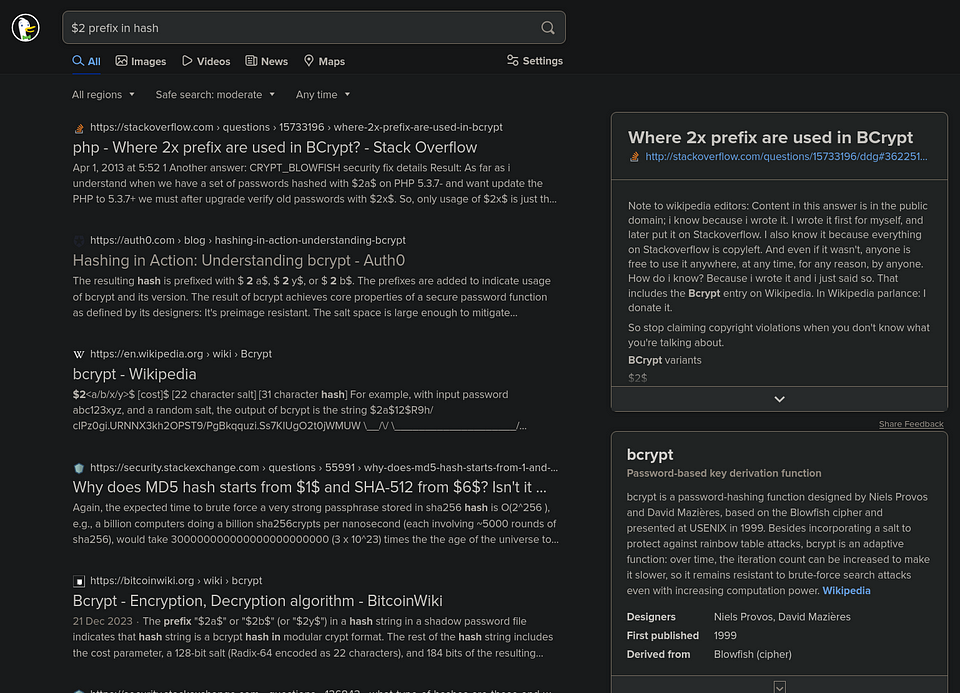 $2 prefix in hash
All
Images
Videos
News
Maps
Settings
All regions
Safe search: moderate
Any time
https://stackoverflow.com › questions › 15733196 › where-2x-prefix-are-used-in-bcrypt
php - Where 2x prefix are used in BCrypt? - Stack Overflow
Apr 1, 2013 at 5:52 1 Another answer: CRYPT_BLOWFISH security fix details Result: As far as i
understand when we have a set of passwords hashed with $2a$ on PHP 5.3.7- and want update the
PHP to 5.3.7+ we must after upgrade verify old passwords with $2x$. So, only usage of $2x$ is just th...
https://auth0.com › blog › hashing-in-action-understanding-bcrypt
Hashing in Action: Understanding bcrypt - Auth0
The resulting hash is prefixed with $ 2 a$, $ 2 y$, or $ 2 b$. The prefixes are added to indicate usage
of bcrypt and its version. The result of bcrypt achieves core properties of a secure password function
as defined by its designers: It's preimage resistant. The salt space is large enough to mitigate...
https://en.wikipedia.org › wiki › Bcrypt
bcrypt - Wikipedia
$2<a/b/x/y>$ [cost]$ [22 character salt] [31 character hash] For example, with input password
abc123xyz, and a random salt, the output of bcrypt is the string $2a$12$R9h/
cIPz0gi.URNNX3kh2OPST9/PgBkqquzi.Ss7KIUgO2t0jWMUW \__/\/ \____________________/...
https://security.stackexchange.com › questions › 55991 › why-does-md5-hash-starts-from-1-and-...
Why does MD5 hash starts from $1$ and SHA-512 from $6$? Isn't it ...
Again, the expected time to brute force a very strong passphrase stored in sha256 hash is O(2^256 ),
e.g., a billion computers doing a billion sha256crypts per nanosecond (each involving ~5000 rounds of
sha256), would take 300000000000000000000000 (3 x 10^23) times the the age of the universe to...
https://bitcoinwiki.org › wiki › bcrypt
Bcrypt - Encryption, Decryption algorithm - BitcoinWiki
21 Dec 2023 · The prefix "$2a$" or "$2b$" (or "$2y$") in a hash string in a shadow password file
indicates that hash string is a bcrypt hash in modular crypt format. The rest of the hash string includes
the cost parameter, a 128-bit salt (Radix-64 encoded as 22 characters), and 184 bits of the resulting...
Where 2x prefix are used in BCrypt
http://stackoverflow.com/questions/15733196/ddg#362251...
Note to wikipedia editors: Content in this answer is in the public
domain; i know because i wrote it. I wrote it first for myself, and
later put it on Stackoverflow. I also know it because everything
on Stackoverflow is copyleft. And even if it wasn't, anyone is
free to use it anywhere, at any time, for any reason, by anyone.
How do i know? Because i wrote it and i just said so. That
includes the Bcrypt entry on Wikipedia. In Wikipedia parlance: I
donate it.
So stop claiming copyright violations when you don't know what
you're talking about.
BCrypt variants
$2$
Share Feedback
bcrypt
Password-based key derivation function
bcrypt is a password-hashing function designed by Niels Provos
and David Mazières, based on the Blowfish cipher and
presented at USENIX in 1999. Besides incorporating a salt to
protect against rainbow table attacks, bcrypt is an adaptive
function: over time, the iteration count can be increased to make
it slower, so it remains resistant to brute-force search attacks
even with increasing computation power. Wikipedia
Designers Niels Provos, David Mazières
First published 1999
Derived from Blowfish (cipher)